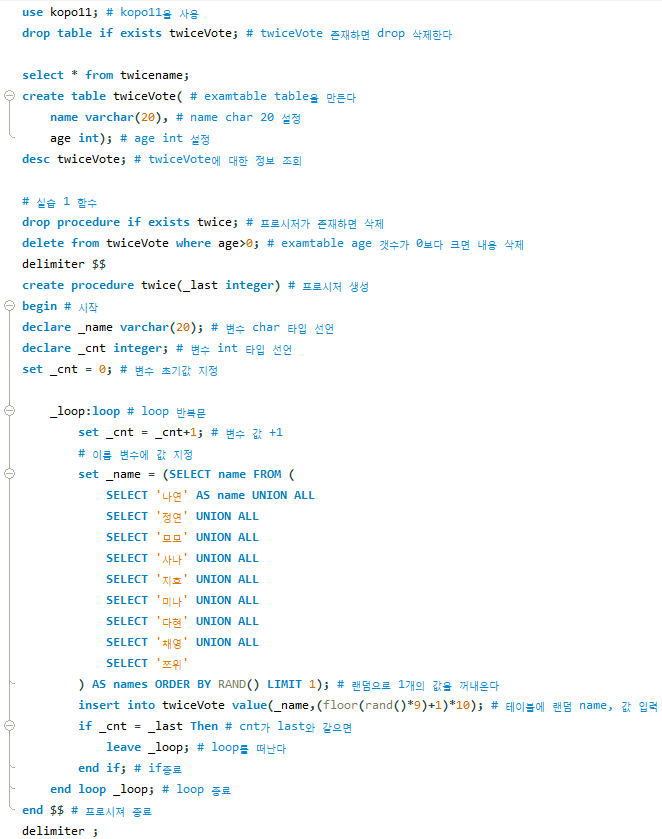 use kopo11; # kopo11을 사용
drop table if exists twiceVote; # twiceVote 존재하면 drop 삭제한다
select * from twicename;
create table twiceVote( # examtable table을 만든다
name varchar(20), # name char 20 설정
age int); # age int 설정
desc twiceVote; # twiceVote에 대한 정보 조회
# 실습 1 함수
drop procedure if exists twice; # 프로시저가 존재하면 삭제
delete from twiceVote where age>0; # examtable age 갯수가 0보다 크면 내용 삭제
delimiter $$
create procedure twice(_last integer) # 프로시저 생성
begin # 시작
declare _name varchar(20); # 변수 char 타입 선언
declare _cnt integer; # 변수 int 타입 선언
set _cnt = 0; # 변수 초기값 지정
_loop:loop # loop 반복문
set _cnt = _cnt+1; # 변수 값 +1
# 이름 변수에 값 지정
set _name = (SELECT name FROM (
SELECT '나연' AS name UNION ALL
SELECT '정연' UNION ALL
SELECT '모모' UNION ALL
SELECT '사나' UNION ALL
SELECT '지효' UNION ALL
SELECT '미나' UNION ALL
SELECT '다현' UNION ALL
SELECT '채영' UNION ALL
SELECT '쯔위'
) AS names ORDER BY RAND() LIMIT 1); # 랜덤으로 1개의 값을 꺼내온다
insert into twiceVote value(_name,(floor(rand()*9)+1)*10); # 테이블에 랜덤 name, 값 입력
if _cnt = _last Then # cnt가 last와 같으면
leave _loop; # loop를 떠난다
end if; # if종료
end loop _loop; # loop 종료
end $$ # 프로시져 종료
delimiter ;